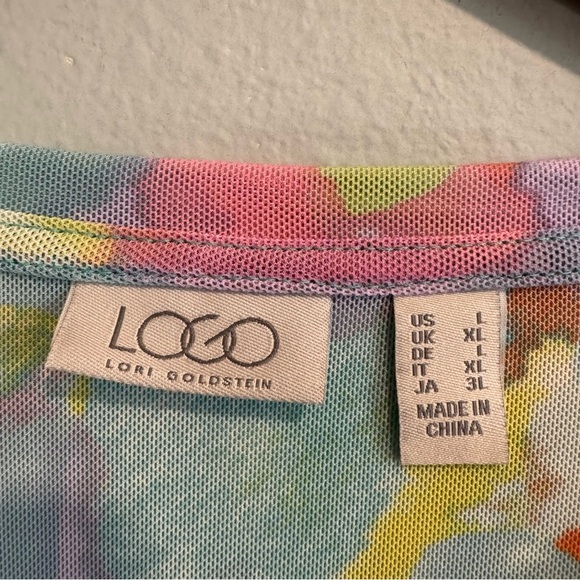 LOGO
LORI GOLDSTEIN
US L
UK XL
DE L
IT XL
JA 3L
MADE IN
CHINA